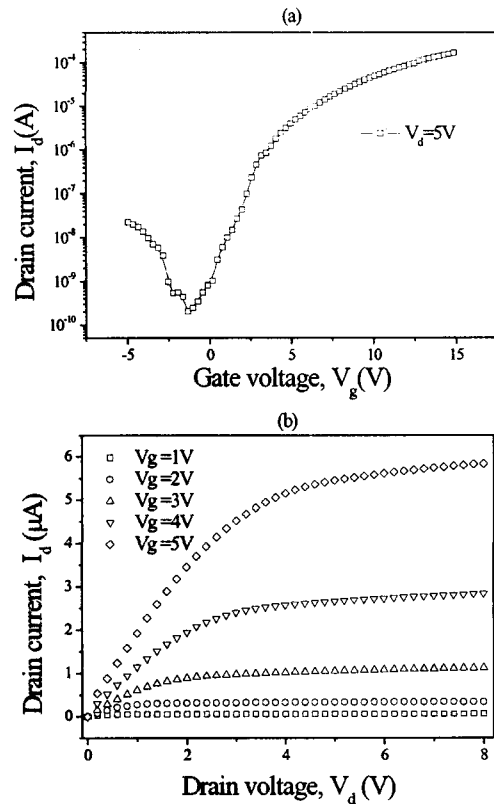 (a)
10⁻⁴
10⁻⁵
10⁻⁶
10⁻⁷
10⁻⁸
10⁻⁹
10⁻¹⁰
Drain current, I_d(A)
V_d=5V
-5 0 5 10 15
Gate voltage, V_g(V)
(b)
6
5
4
3
2
1
0
Drain current, I_d (μA)
Vg =1V
Vg =2V
Vg =3V
Vg =4V
Vg =5V
0 2 4 6 8
Drain voltage, V_d (V)